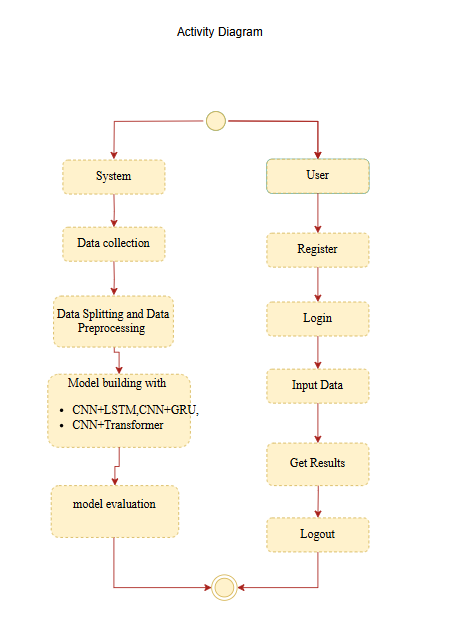 Activity Diagram
System
Data collection
Data Splitting and Data
Preprocessing
Model building with
• CNN+LSTM,CNN+GRU,
• CNN+Transformer
model evaluation
User
Register
Login
Input Data
Get Results
Logout